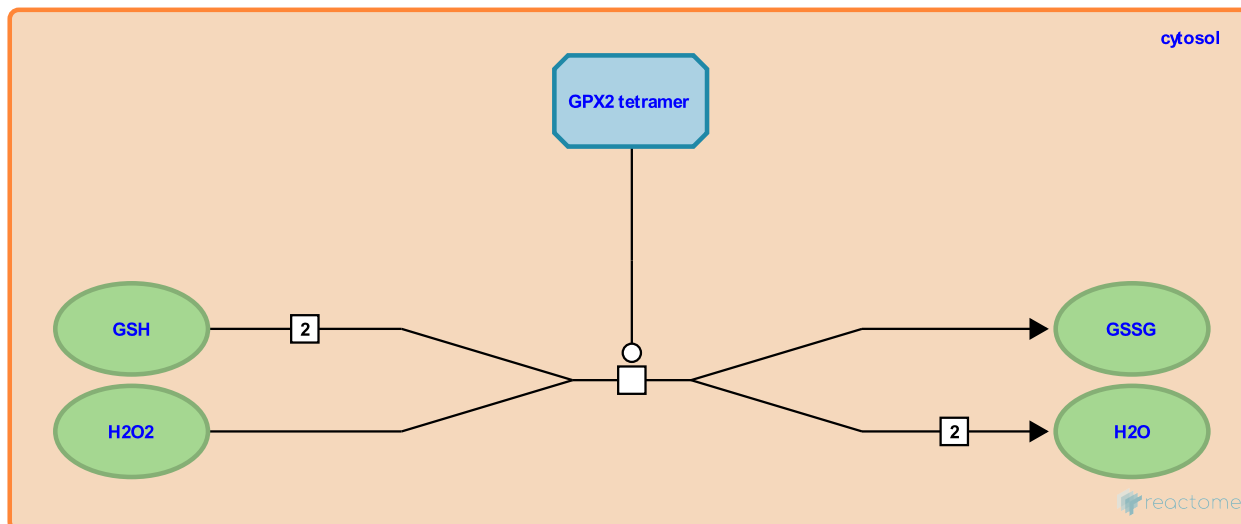 cytosol
GPX2 tetramer
GSH
2
GSSG
H2O2
2
H2O
reactome